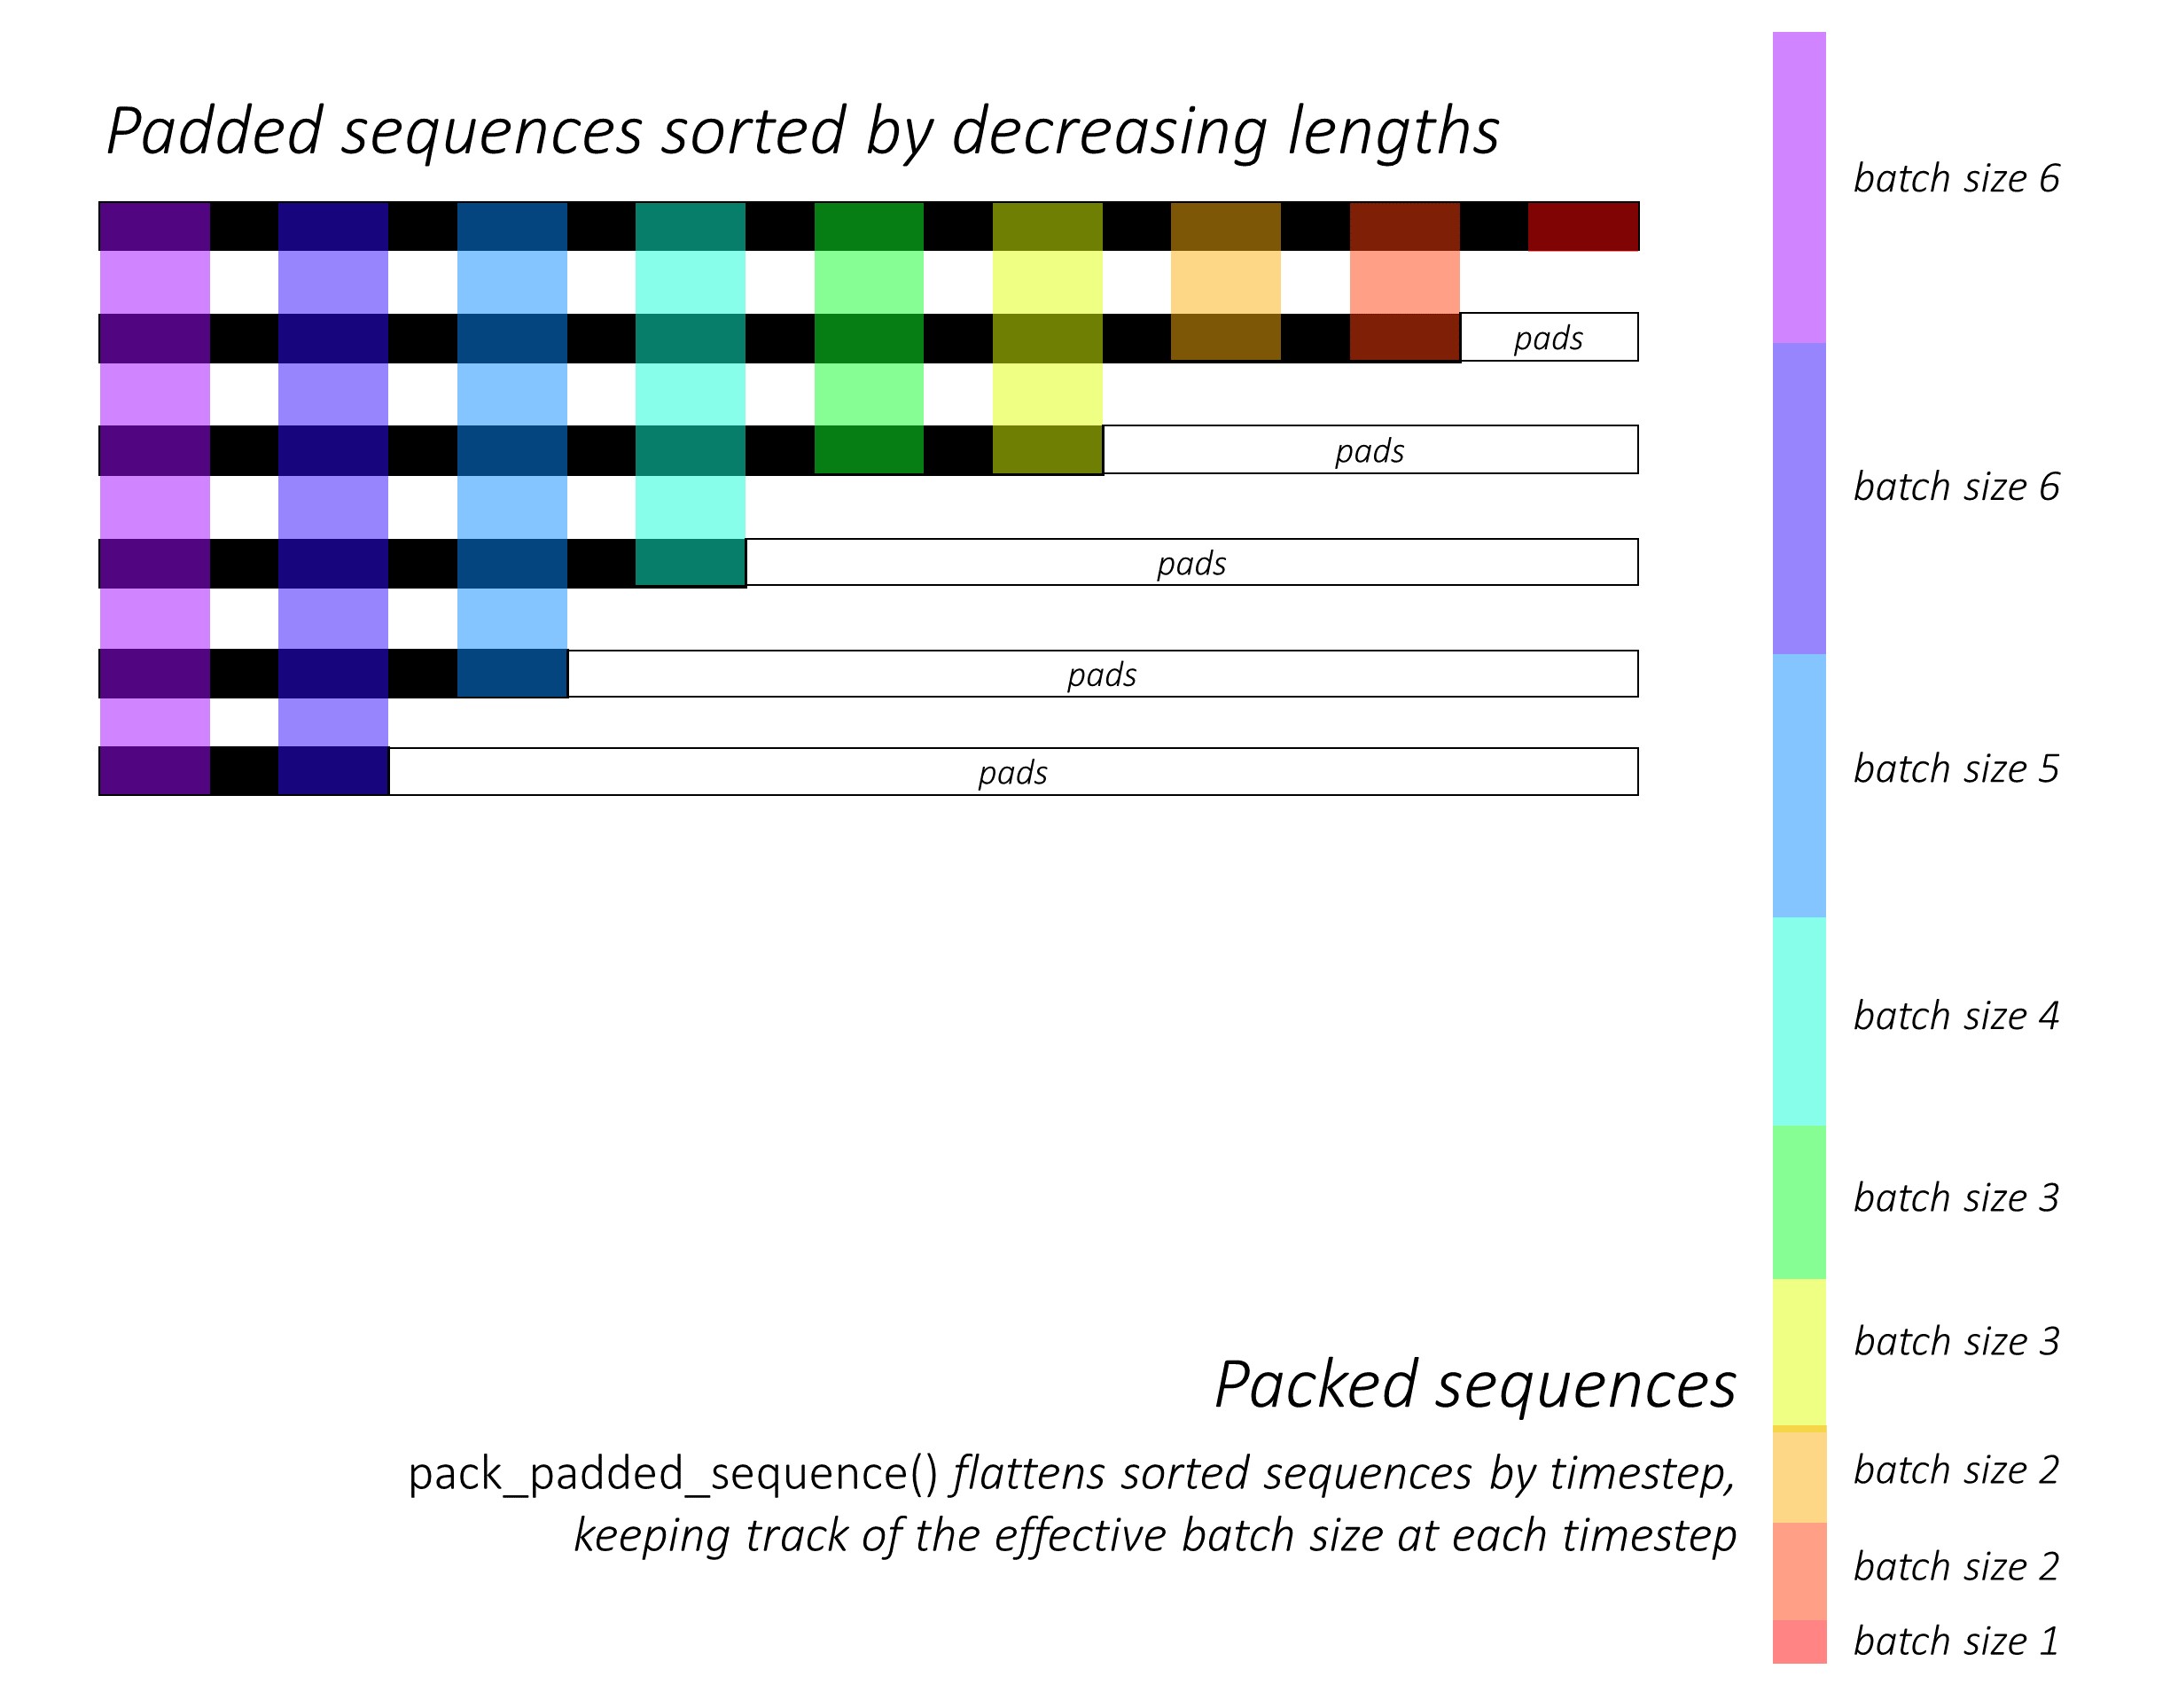 Padded sequences sorted by decreasing lengths
pads
pads
pads
pads
pads
batch size 6
batch size 6
batch size 5
batch size 4
batch size 3
batch size 3
batch size 2
batch size 2
batch size 1
Packed sequences
pack_padded_sequence() flattens sorted sequences by timestep,
keeping track of the effective batch size at each timestep